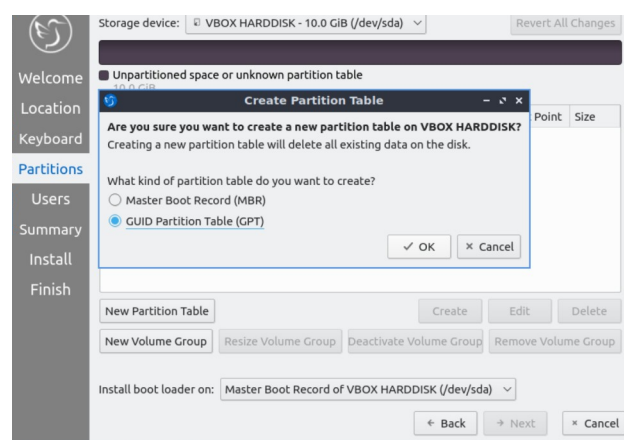 Storage device: VBOX HARDDISK - 10.0 GiB (/dev/sda) Revert All Changes
Welcome
Unpartitioned space or unknown partition table
10.0 GiB
Create Partition Table
Location
Point Size
Are you sure you want to create a new partition table on VBOX HARDDISK?
Keyboard
Creating a new partition table will delete all existing data on the disk.
Partitions
What kind of partition table do you want to create?
Users
Master Boot Record (MBR)
GUID Partition Table (GPT)
Summary
OK Cancel
Install
Finish
New Partition Table Create Edit Delete
New Volume Group Resize Volume Group Deactivate Volume Group Remove Volume Group
Install boot loader on: Master Boot Record of VBOX HARDDISK (/dev/sda)
Back Next Cancel